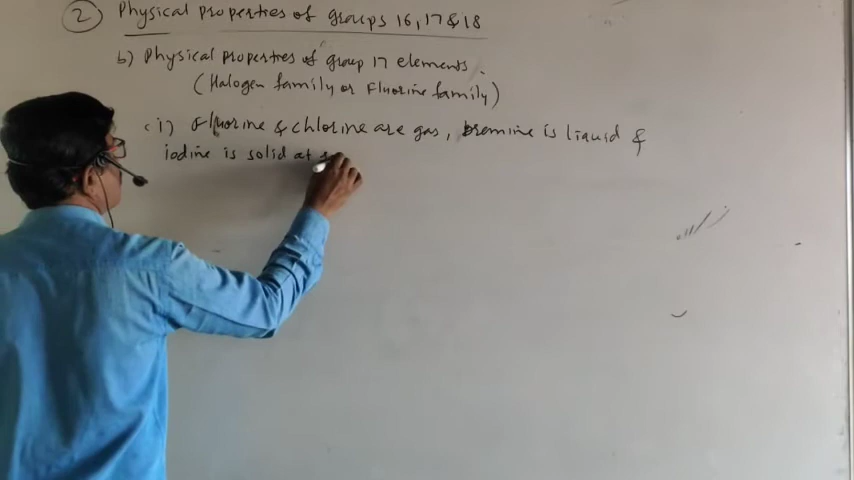 2 Physical properties of groups 16, 17 & 18
b) Physical properties of group 17 elements.
(Halogen family or Fluorine family)
(i) Fluorine & chlorine are gas, bromine is liquid &
iodine is solid at